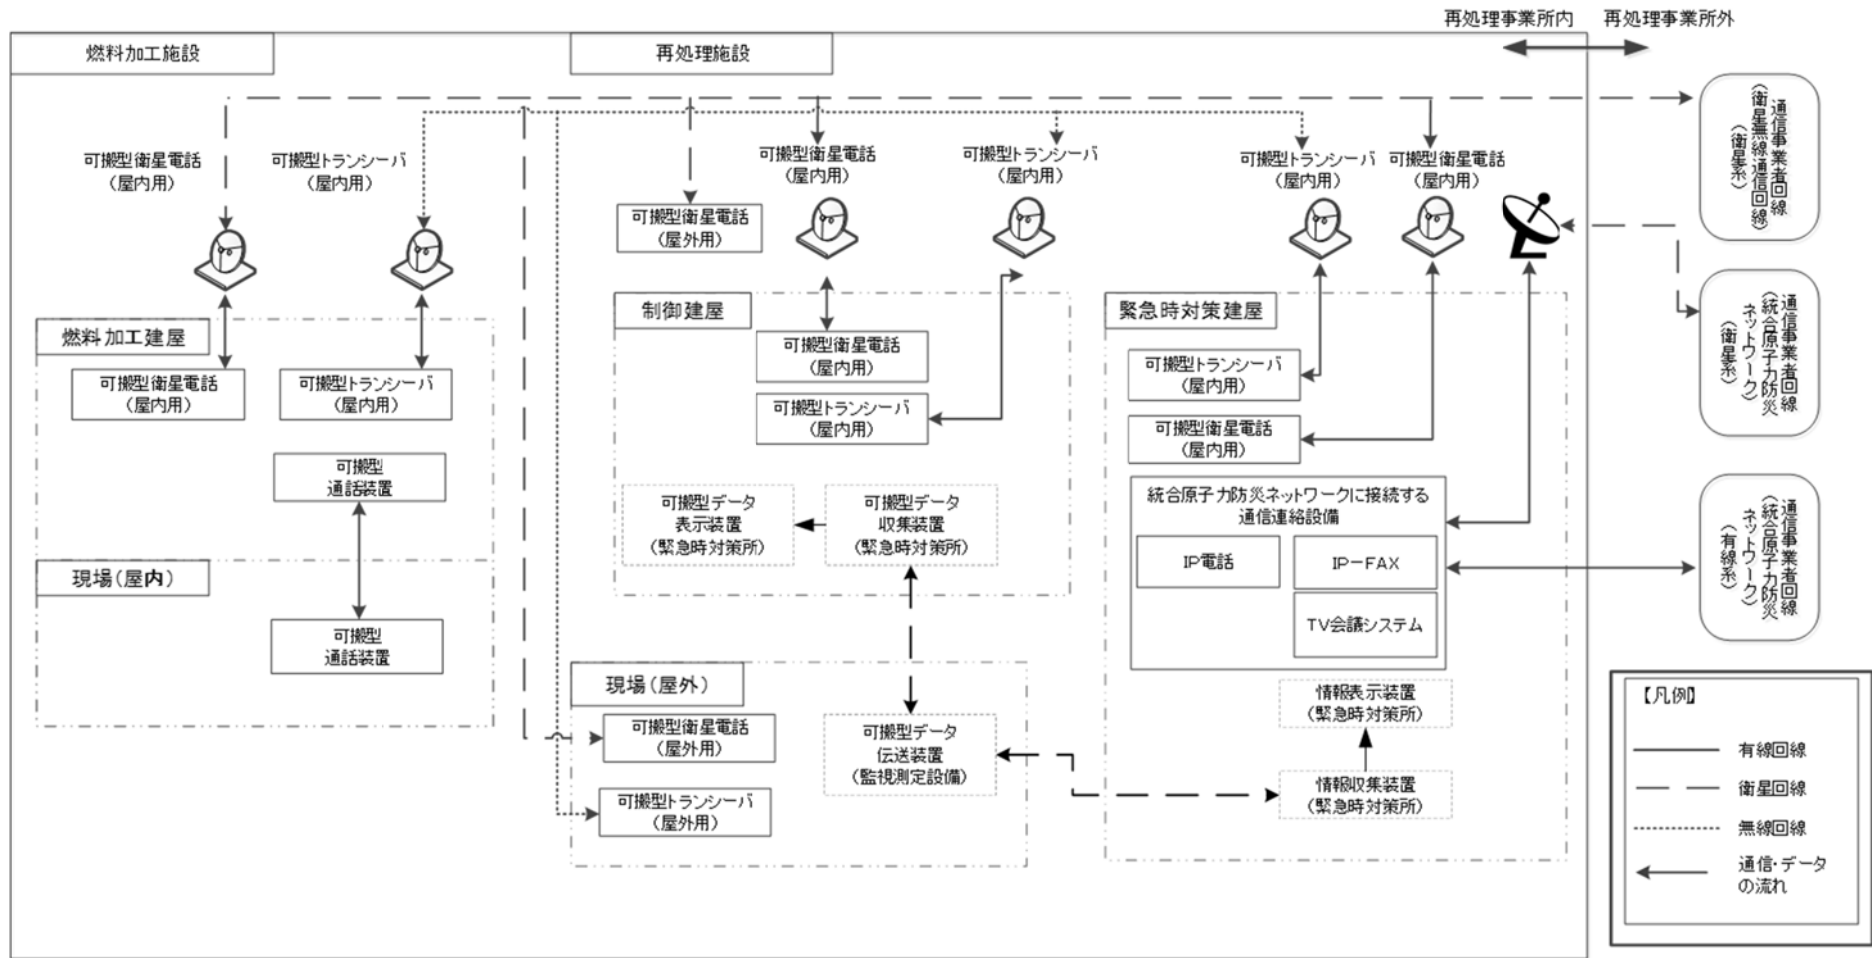 再処理事業所内
再処理事業所外
燃料加工施設
再処理施設
可搬型衛星電話
(屋内用)
可搬型トランシーバ
(屋内用)
可搬型衛星電話
(屋外用)
可搬型衛星電話
(屋内用)
可搬型トランシーバ
(屋内用)
可搬型トランシーバ
(屋内用)
可搬型衛星電話
(屋内用)
通信事業者回線
(衛星無線通信回線)
(衛星系)
燃料加工建屋
可搬型衛星電話
(屋内用)
可搬型トランシーバ
(屋内用)
可搬型
通話装置
現場(屋内)
可搬型
通話装置
制御建屋
可搬型衛星電話
(屋内用)
可搬型トランシーバ
(屋内用)
可搬型データ
表示装置
(緊急時対策所)
可搬型データ
収集装置
(緊急時対策所)
現場(屋外)
可搬型衛星電話
(屋外用)
可搬型トランシーバ
(屋外用)
可搬型データ
伝送装置
(監視測定設備)
緊急時対策建屋
可搬型トランシーバ
(屋内用)
可搬型衛星電話
(屋内用)
統合原子力防災ネットワークに接続する
通信連絡設備
IP電話
IP-FAX
TV会議システム
情報表示装置
(緊急時対策所)
情報収集装置
(緊急時対策所)
通信事業者回線
(統合原子力防災
ネットワーク)
(衛星系)
通信事業者回線
(統合原子力防災
ネットワーク)
(有線系)
【凡例】
有線回線
衛星回線
無線回線
通信・データ
の流れ